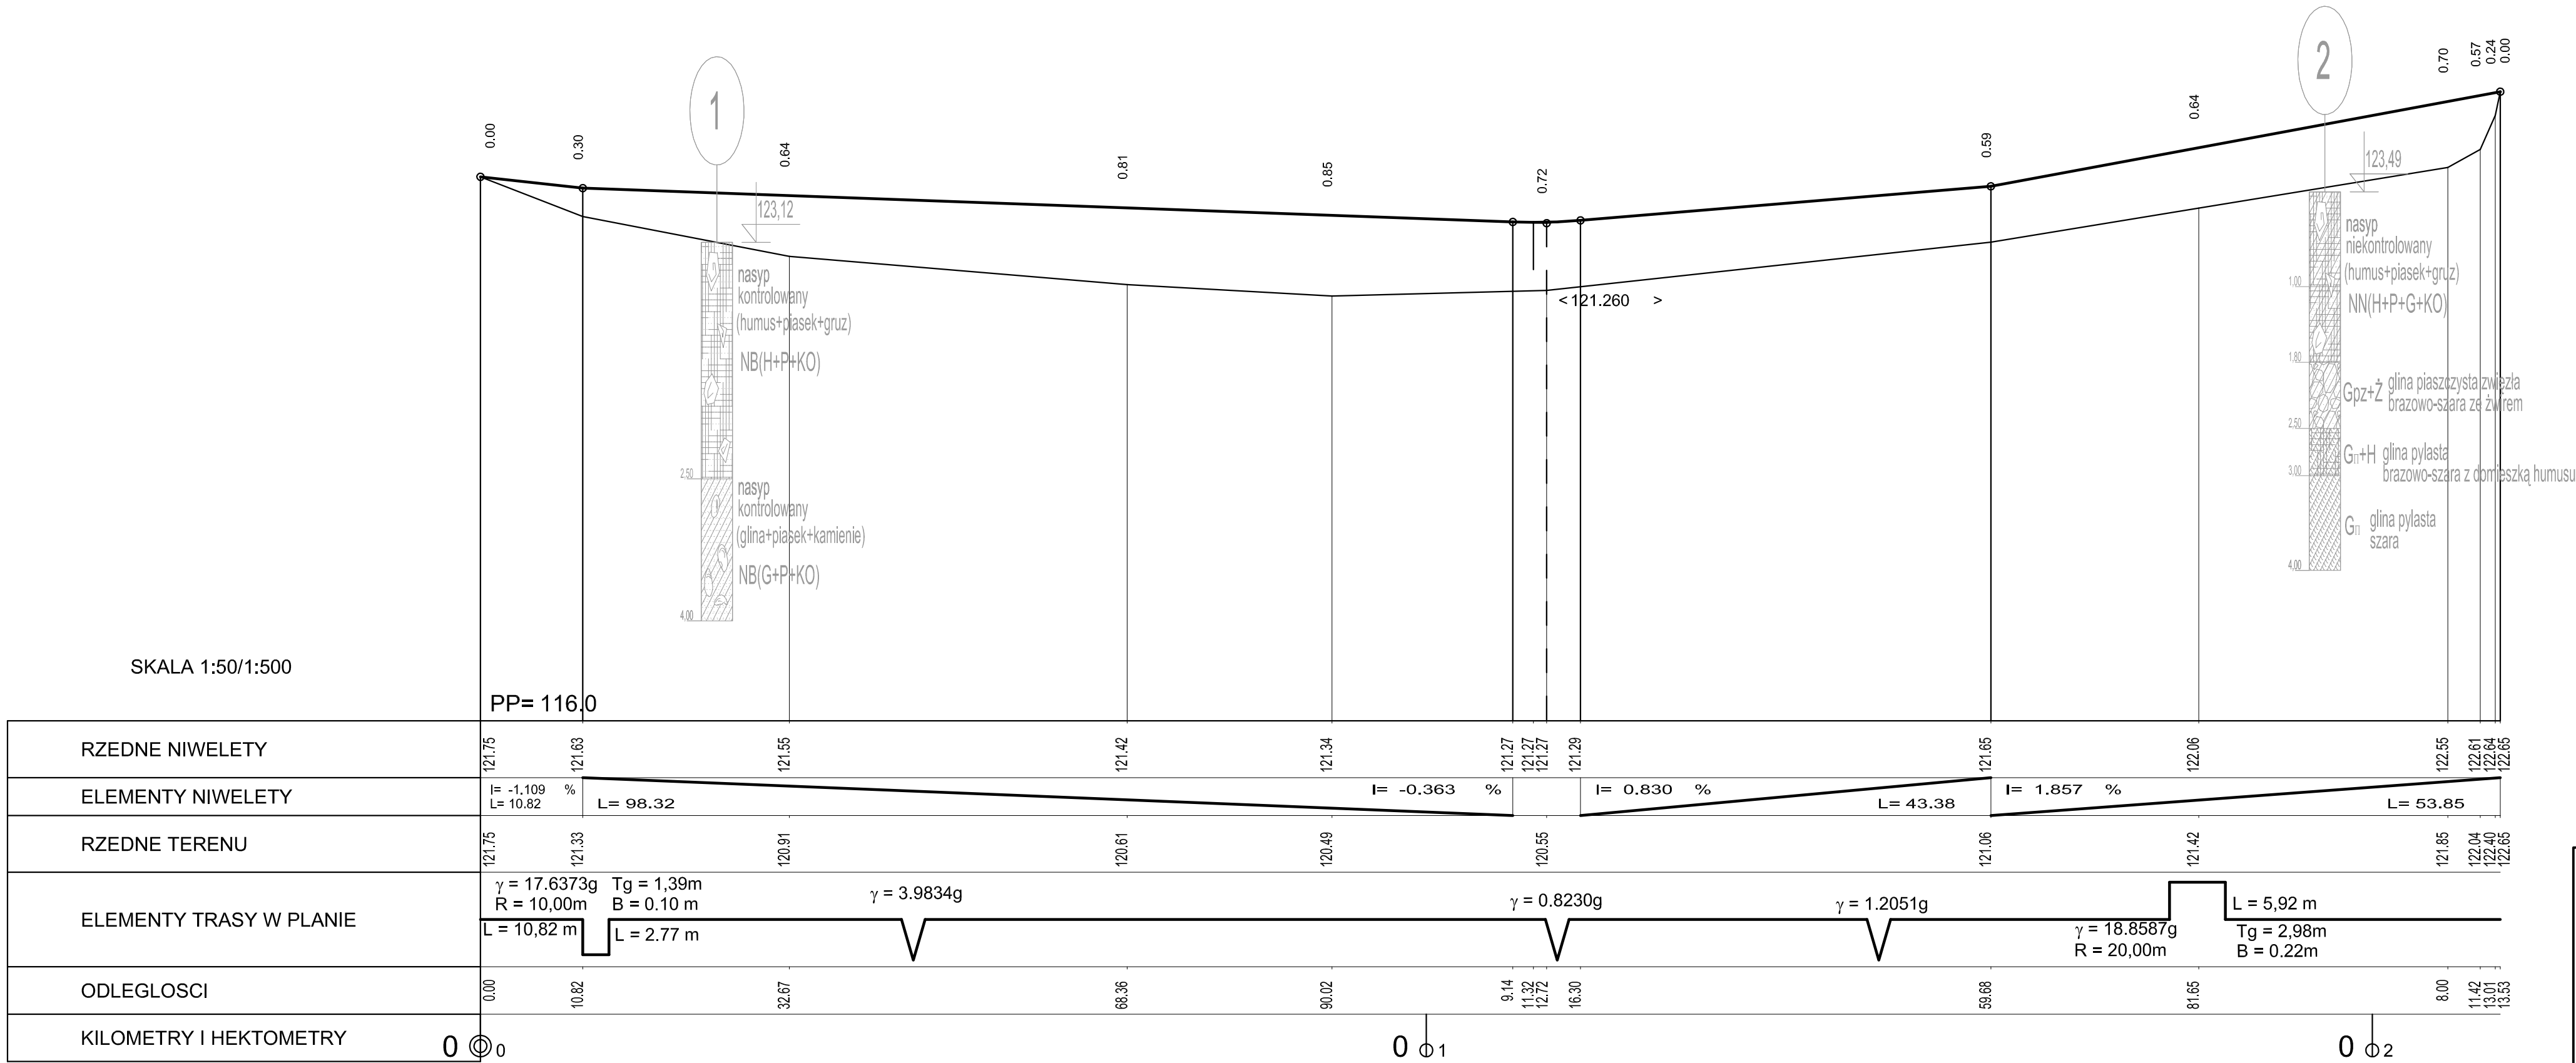 0.00
0.30
0.64
0.81
0.85
0.72
0.59
0.64
0.70
0.57
0.24
0.00
1
123,12
nasyp
kontrolowany
(humus+piasek+gruz)
NB(H+P+KO)
2,50
nasyp
kontrolowany
(glina+piasek+kamienie)
NB(G+P+KO)
4,00
<121.260 >
2
123,49
nasyp
niekontrolowany
(humus+piasek+gruz)
1,00
NN(H+P+G+KO)
1,80
Gpz+Ż glina piaszczysta zwięzła
brazowo-szara ze żwirem
2,50
Gπ+H glina pylasta
brazowo-szara z domieszką humusu
3,00
Gπ glina pylasta
szara
4,00
SKALA 1:50/1:500
PP= 116.0
RZEDNE NIWELETY 121.75 121.63 121.55 121.42 121.34 121.27 121.27 121.27 121.29 121.65 122.06 122.55 122.61 122.64 122.65
ELEMENTY NIWELETY
I= -1.109 %
L= 10.82
L= 98.32
I= -0.363 %
I= 0.830 %
L= 43.38
I= 1.857 %
L= 53.85
RZEDNE TERENU 121.75 121.33 120.91 120.61 120.49 120.55 121.06 121.42 121.85 122.04 122.40 122.65
ELEMENTY TRASY W PLANIE
γ = 17.6373g Tg = 1,39m
R = 10,00m B = 0.10 m
L = 10,82 m L = 2.77 m
γ = 3.9834g
γ = 0.8230g
γ = 1.2051g
γ = 18.8587g
R = 20,00m
L = 5,92 m
Tg = 2,98m
B = 0.22m
ODLEGLOSCI 0.00 10.82 32.67 68.36 90.02 9.14 11.32 12.72 16.30 59.68 81.65 8.00 11.42 13.01 13.53
KILOMETRY I HEKTOMETRY 0 0 0 1 0 2